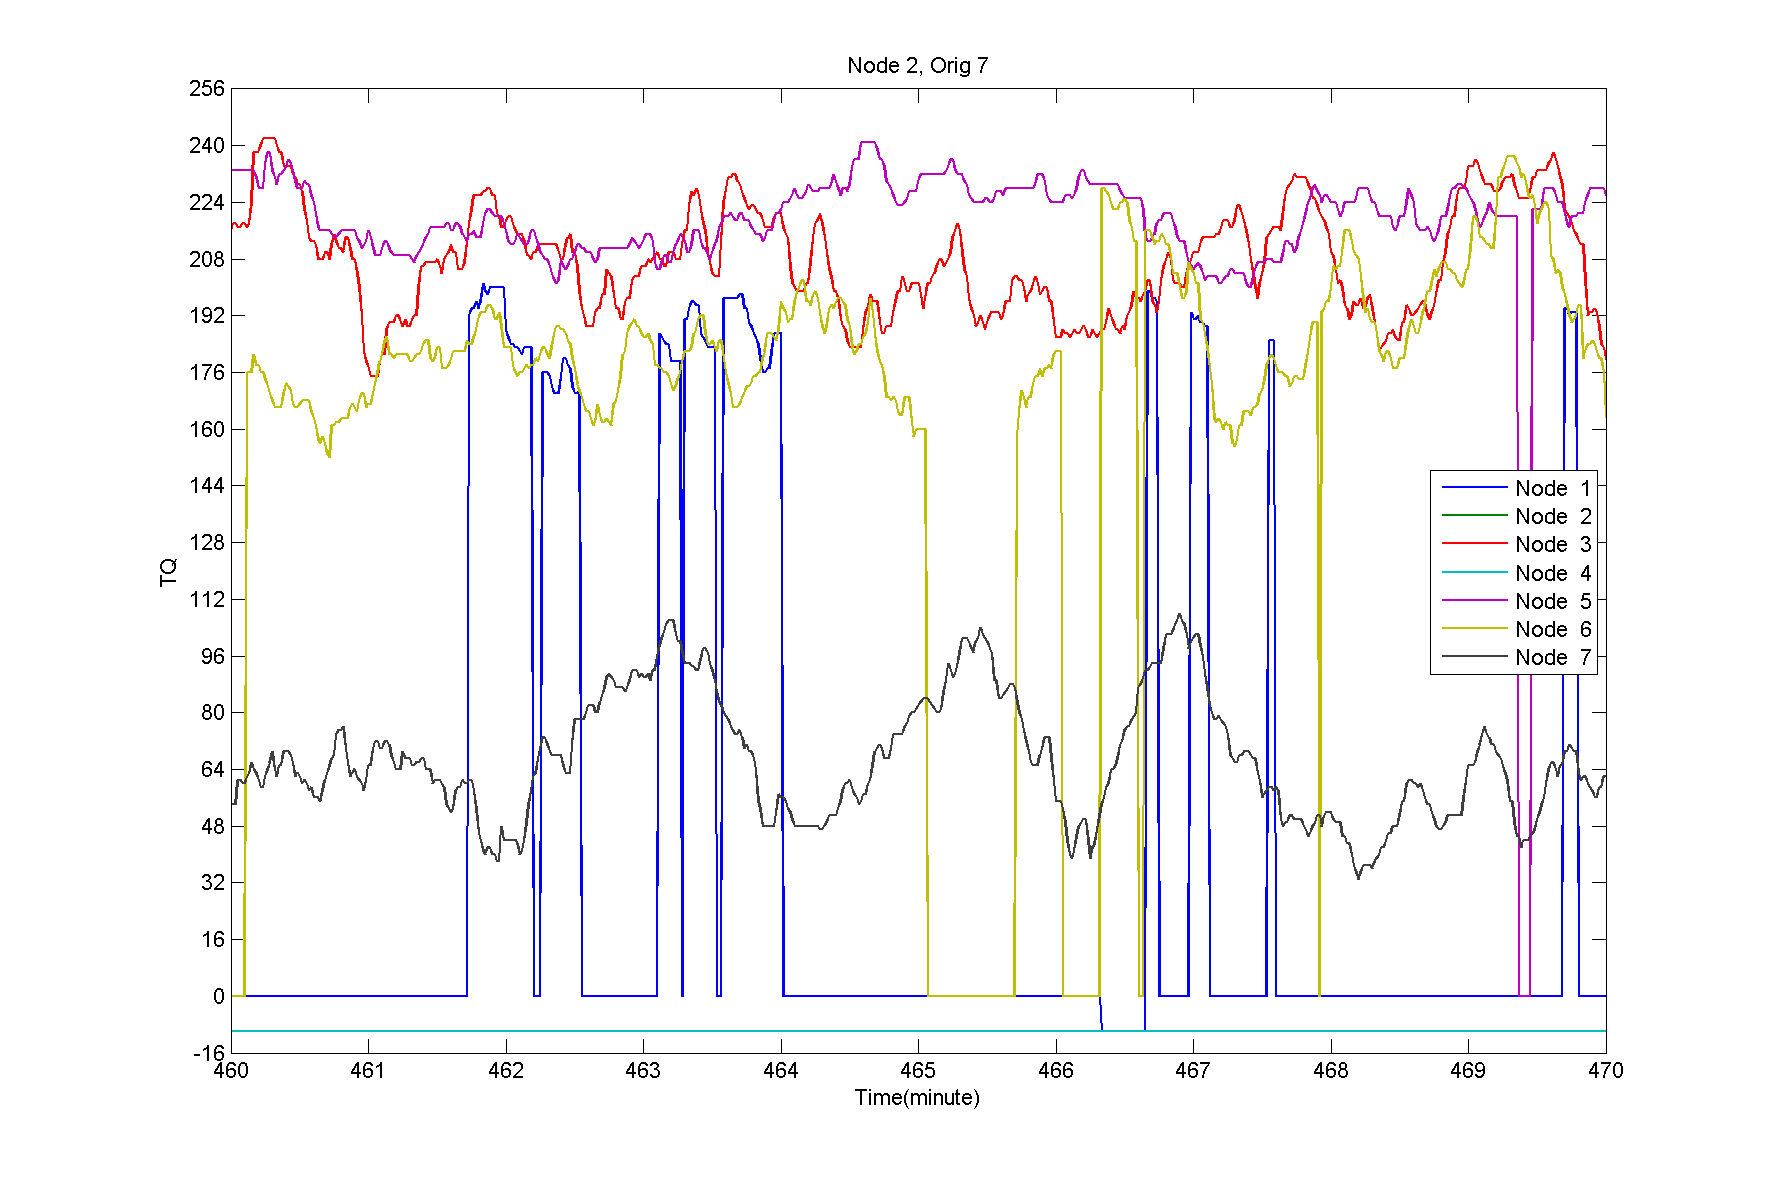 Node 2, Orig 7
256
240
224
208
192
176
160
144
128
112
96
80
64
48
32
16
0
-16
TQ
460 461 462 463 464 465 466 467 468 469 470
Time(minute)
Node 1
Node 2
Node 3
Node 4
Node 5
Node 6
Node 7